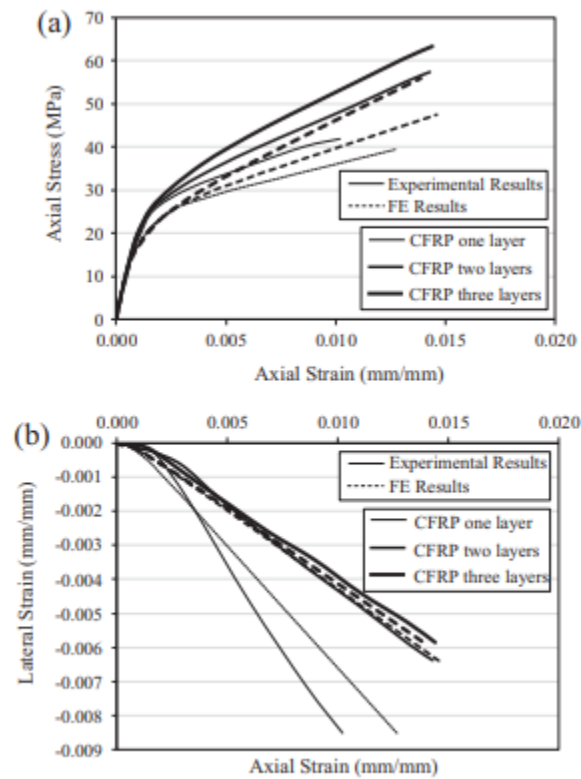 (a)
Axial Stress (MPa)
70
60
50
40
30
20
10
0
Experimental Results
FE Results
CFRP one layer
CFRP two layers
CFRP three layers
0.000 0.005 0.010 0.015 0.020
Axial Strain (mm/mm)
(b)
0.000 0.005 0.010 0.015 0.020
Lateral Strain (mm/mm)
0.000
-0.001
-0.002
-0.003
-0.004
-0.005
-0.006
-0.007
-0.008
-0.009
Experimental Results
FE Results
CFRP one layer
CFRP two layers
CFRP three layers
Axial Strain (mm/mm)